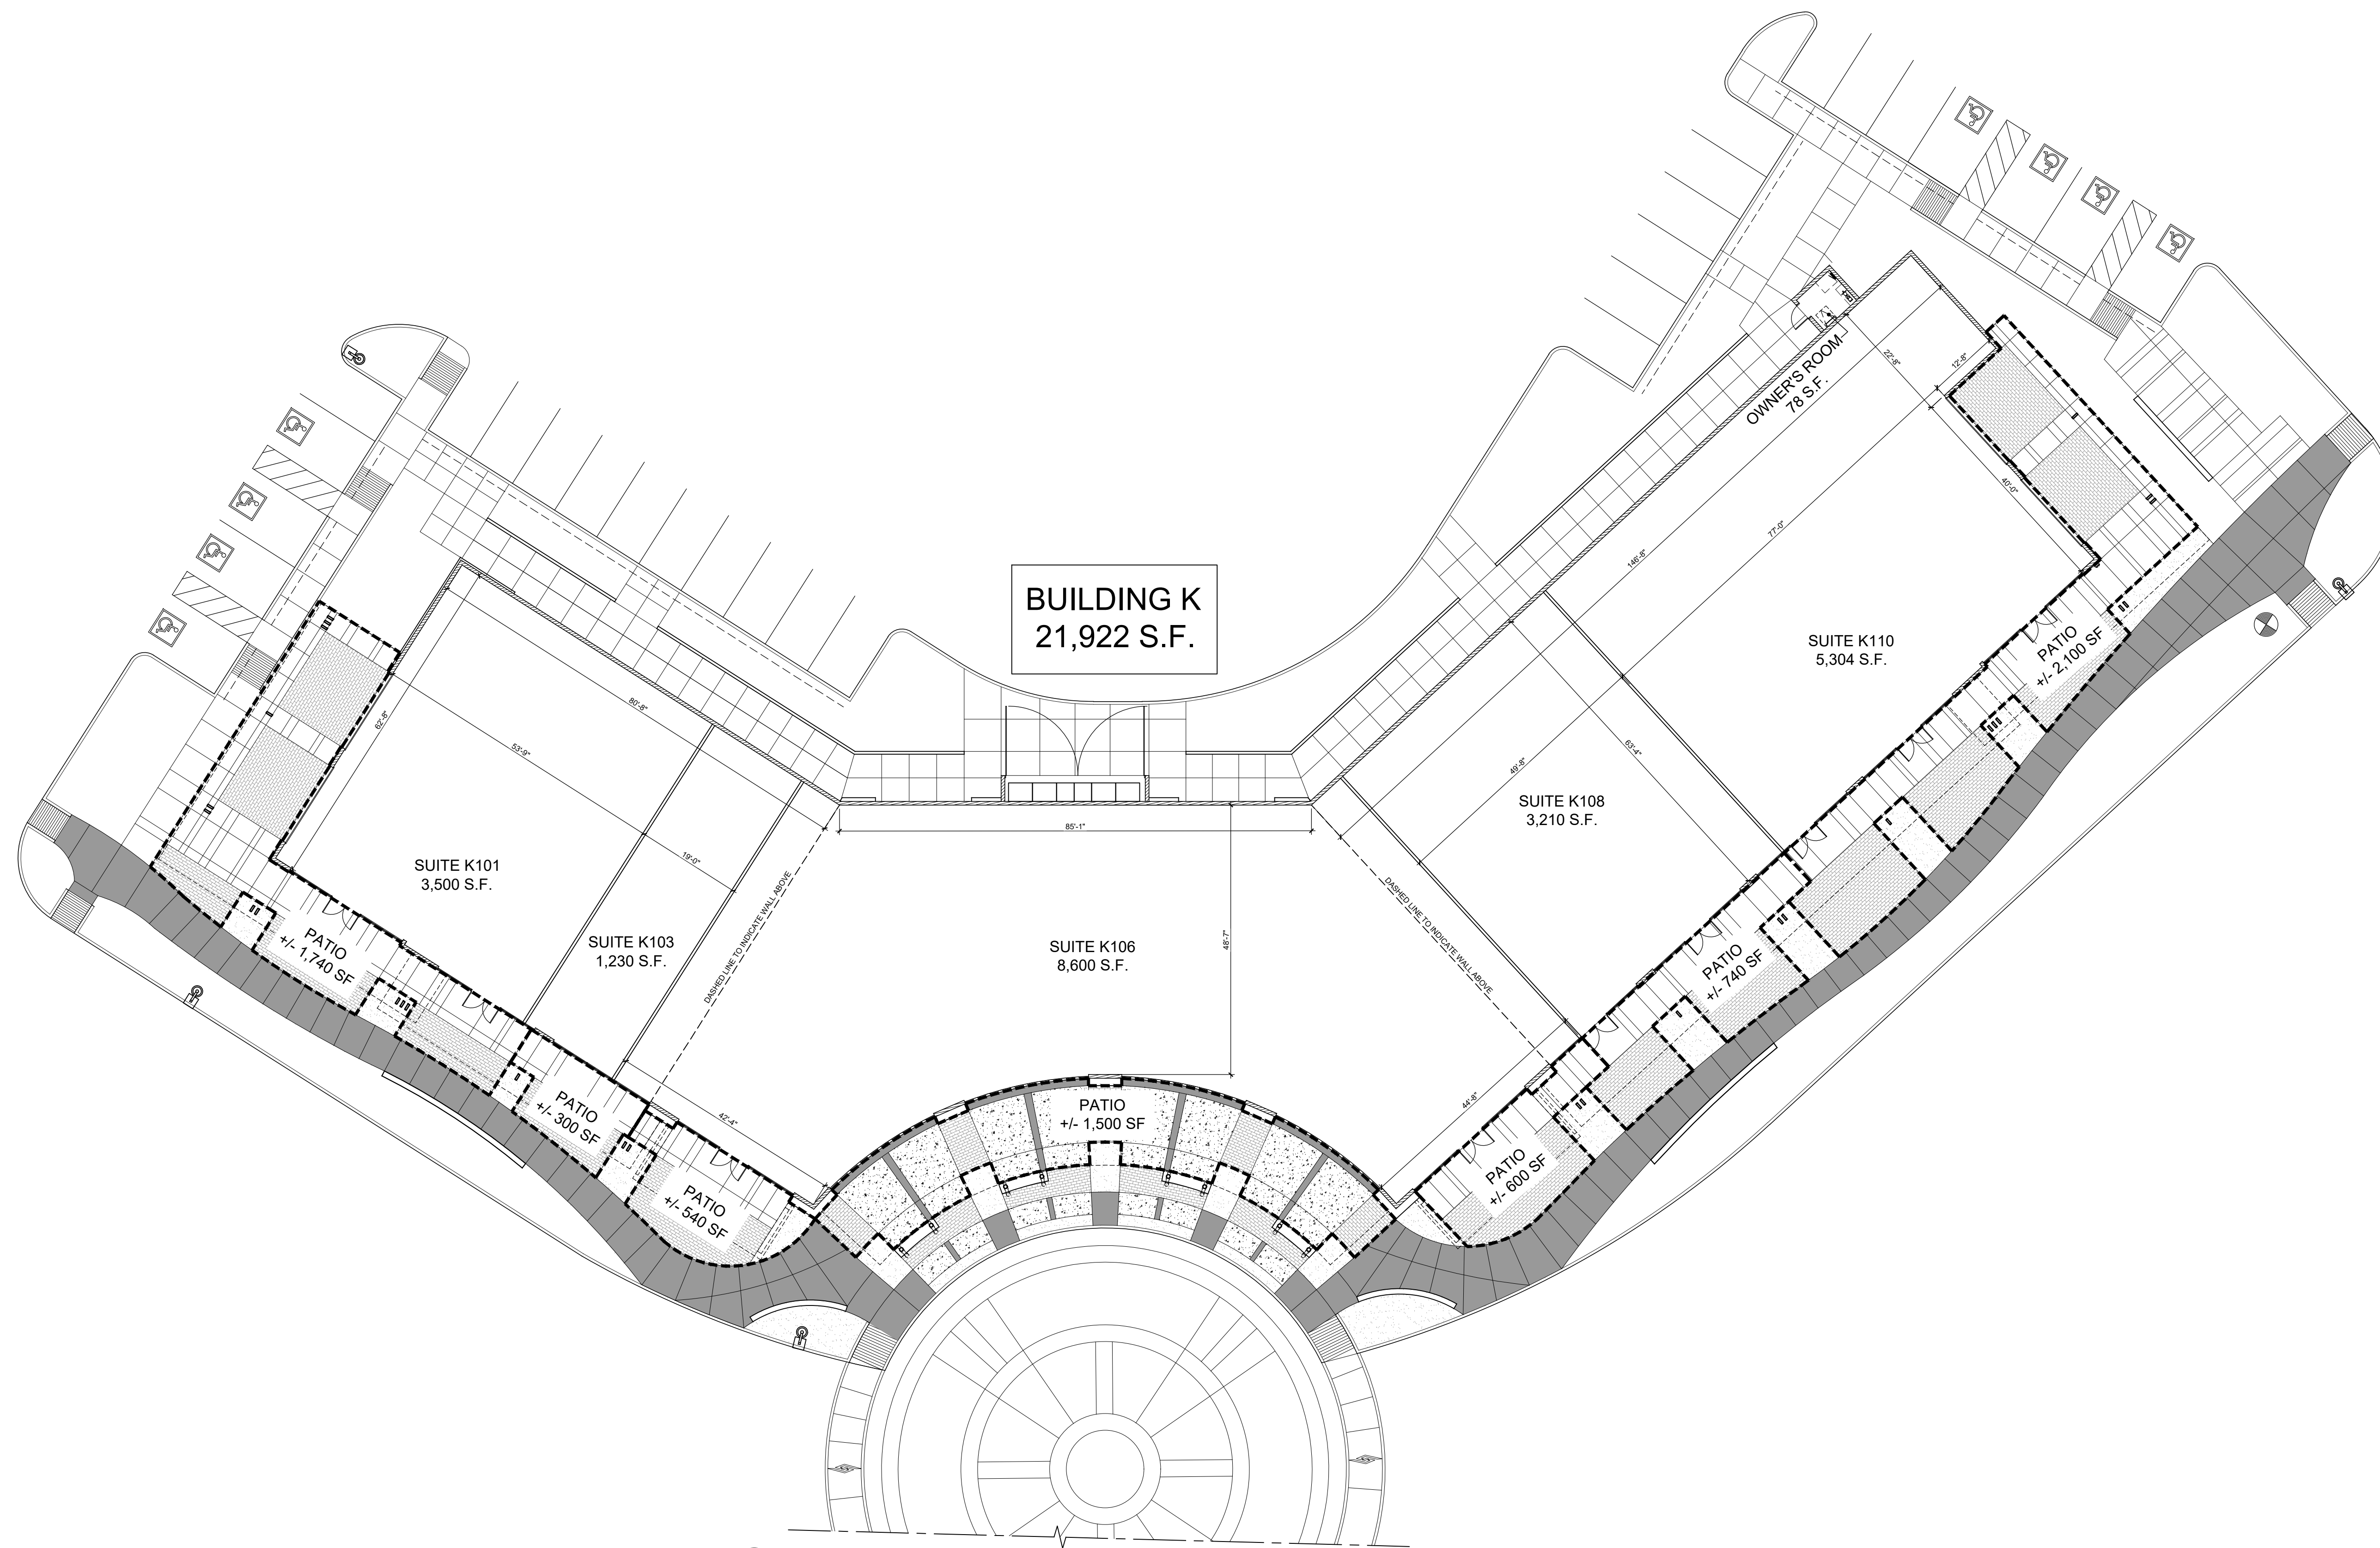 BUILDING K
21,922 S.F.
OWNER'S ROOM
78 S.F.
22'-8"
12'-8"
40'-0"
146'-8"
77'-0"
SUITE K110
5,304 S.F.
PATIO
+/- 2,100 SF
62'-8"
80'-8"
53'-9"
19'-0"
SUITE K101
3,500 S.F.
85'-1"
49'-8"
63'-4"
SUITE K108
3,210 S.F.
PATIO
+/- 1,740 SF
SUITE K103
1,230 S.F.
DASHED LINE TO INDICATE WALL ABOVE
SUITE K106
8,600 S.F.
48'-7"
DASHED LINE TO INDICATE WALL ABOVE
PATIO
+/- 740 SF
PATIO
+/- 300 SF
42'-4"
PATIO
+/- 1,500 SF
44'-8"
PATIO
+/- 540 SF
PATIO
+/- 600 SF